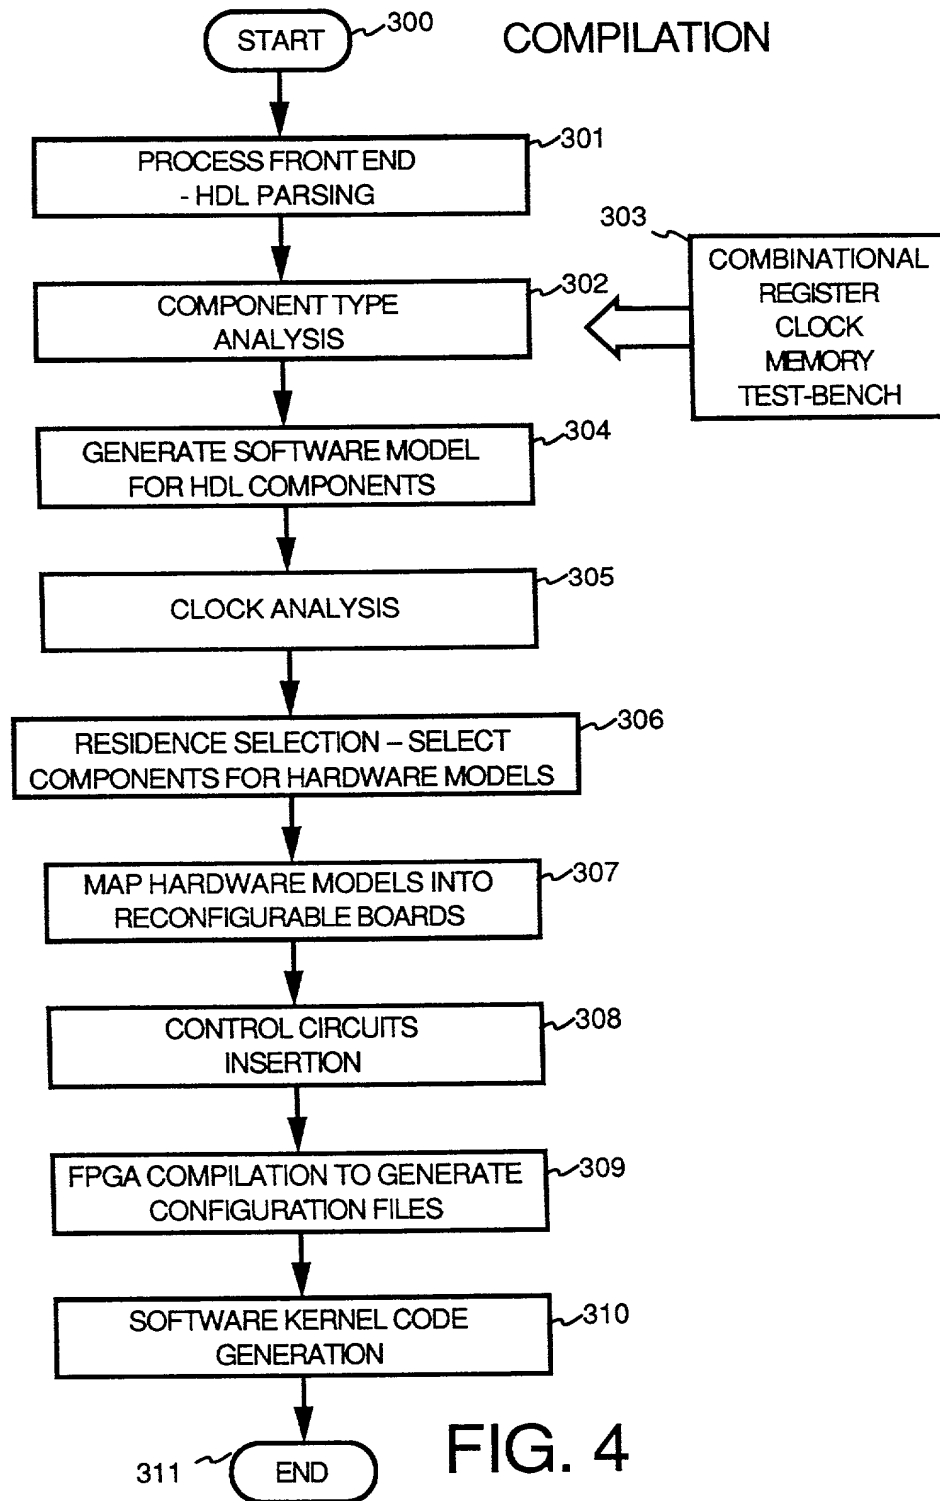 START
300
COMPILATION
301
PROCESS FRONT END
- HDL PARSING
302
COMPONENT TYPE
ANALYSIS
303
COMBINATIONAL
REGISTER
CLOCK
MEMORY
TEST-BENCH
304
GENERATE SOFTWARE MODEL
FOR HDL COMPONENTS
305
CLOCK ANALYSIS
306
RESIDENCE SELECTION – SELECT
COMPONENTS FOR HARDWARE MODELS
307
MAP HARDWARE MODELS INTO
RECONFIGURABLE BOARDS
308
CONTROL CIRCUITS
INSERTION
309
FPGA COMPILATION TO GENERATE
CONFIGURATION FILES
310
SOFTWARE KERNEL CODE
GENERATION
311
END
FIG. 4